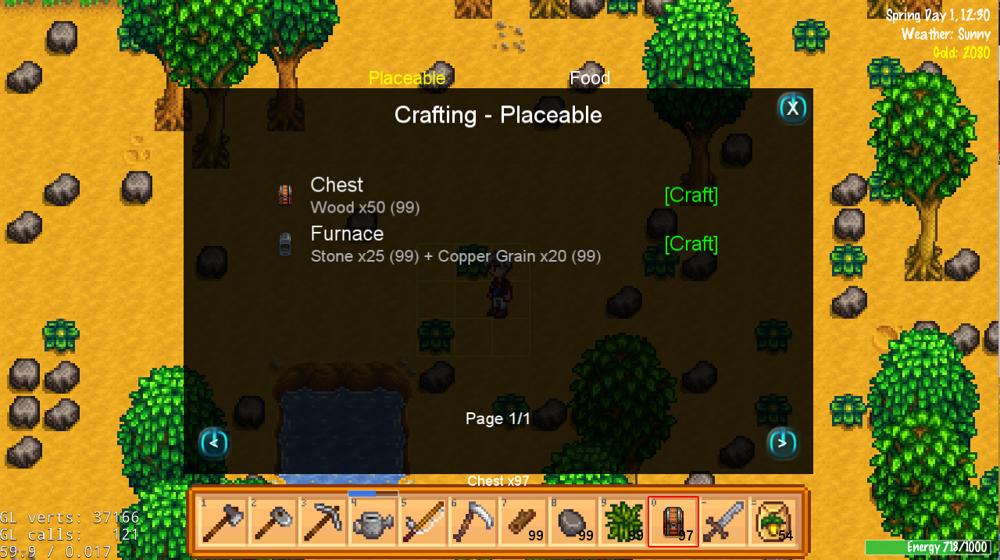 Spring Day 1, 12:30
Weather: Sunny
Gold: 2080
Placeable Food
Crafting - Placeable
X
Chest
Wood x50 (99)
[Craft]
Furnace
Stone x25 (99) + Copper Grain x20 (99)
[Craft]
Page 1/1
< >
Chest x97
1 2 3 4 5 6 7 8 9 0 - =
99 99 99 97 54
GL verts: 37166
GL calls: 121
59.9 / 0.017
Energy 718/1000